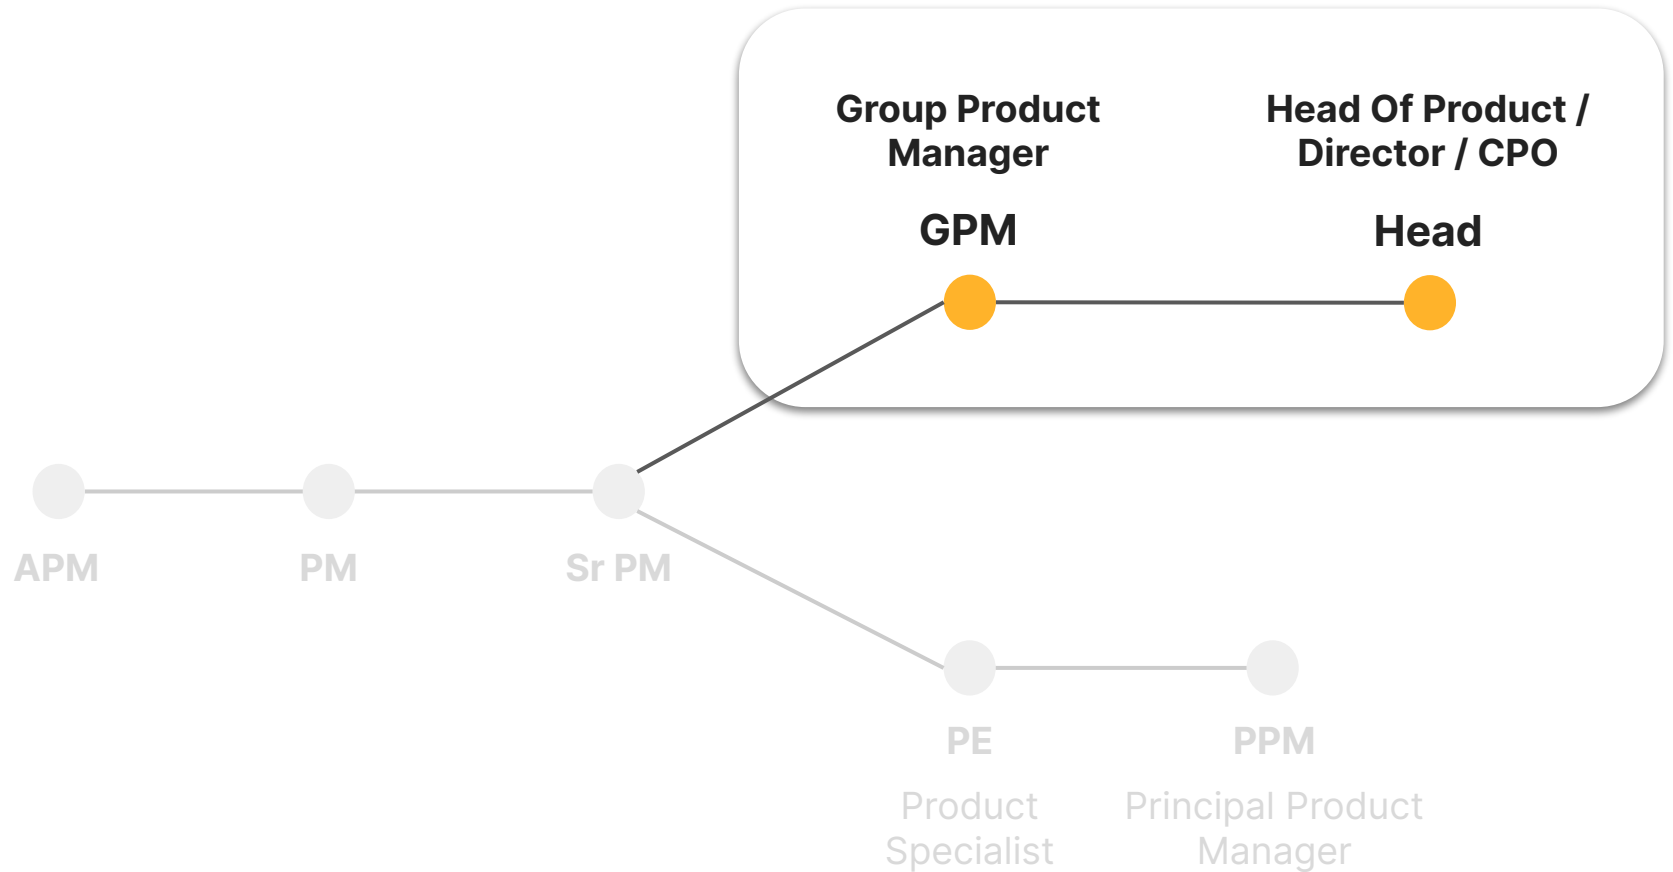 Group Product
Manager
GPM
Head Of Product /
Director / CPO
Head
APM
PM
Sr PM
PE
Product
Specialist
PPM
Principal Product
Manager